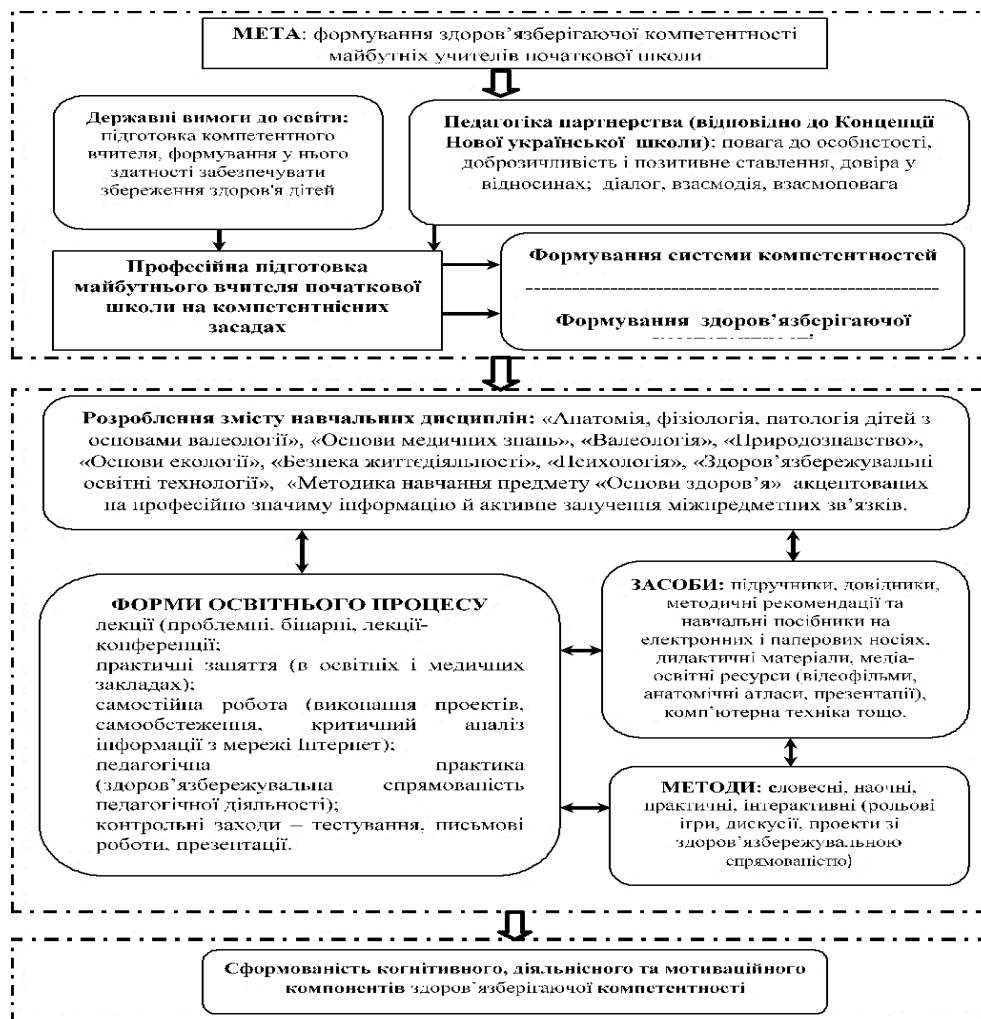 МЕТА: формування здоров’язберігаючої компетентності
майбутніх учителів початкової школи
Державні вимоги до освіти:
підготовка компетентного
вчителя, формування у нього
здатності забезпечувати
збереження здоров'я дітей
Педагогіка партнерства (відповідно до Концепції
Нової української школи): повага до особистості,
доброзичливість і позитивне ставлення, довіра у
відносинах; діалог, взаємодія, взаємоповага
Професійна підготовка
майбутнього вчителя початкової
школи на компетентнісних
засадах
Формування системи компетентностей
Формування здоров’язберігаючої
Розроблення змісту навчальних дисциплін: «Анатомія, фізіологія, патологія дітей з
основами валеології», «Основи медичних знань», «Валеологія», «Природознавство»,
«Основи екології», «Безпека життєдіяльності», «Психологія», «Здоров’язбережувальні
освітні технології», «Методика навчання предмету «Основи здоров’я» акцентованих
на професійно значиму інформацію й активне залучення міжпредметних зв’язків.
ФОРМИ ОСВІТНЬОГО ПРОЦЕСУ
лекції (проблемні, бінарні, лекції-
конференції;
практичні заняття (в освітніх і медичних
закладах);
самостійна робота (виконання проектів,
самообстеження, критичний аналіз
інформації з мережі Інтернет);
педагогічна практика
(здоров’язбережувальна спрямованість
педагогічної діяльності);
контрольні заходи – тестування, письмові
роботи, презентації.
ЗАСОБИ: підручники, довідники,
методичні рекомендації та
навчальні посібники на
електронних і паперових носіях,
дидактичні матеріали, медіа-
освітні ресурси (відеофільми,
анатомічні атласи, презентації),
комп’ютерна техніка тощо.
МЕТОДИ: словесні, наочні,
практичні, інтерактивні (рольові
ігри, дискусії, проекти зі
здоров’язбережувальною
спрямованістю)
Сформованість когнітивного, діяльнісного та мотиваційного
компонентів здоров’язберігаючої компетентності